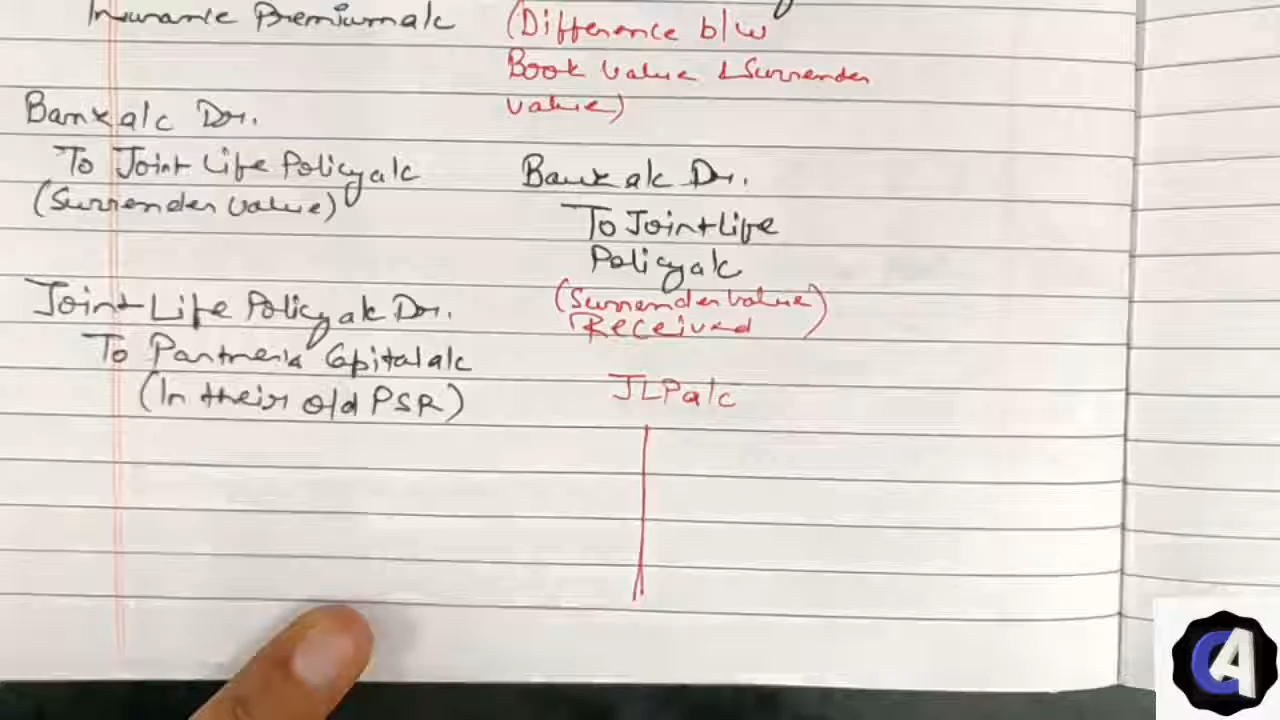 Insurance Premium a/c
Bank a/c Dr.
To Joint Life Policy a/c
(Surrender value)
Joint Life Policy a/c Dr.
To Partner's Capital a/c
(In their old PSR)
(Difference b/w
Book value & Surrender
value)
Bank a/c Dr.
To Joint Life
Policy a/c
(Surrender value)
Received
JLP a/c
CA